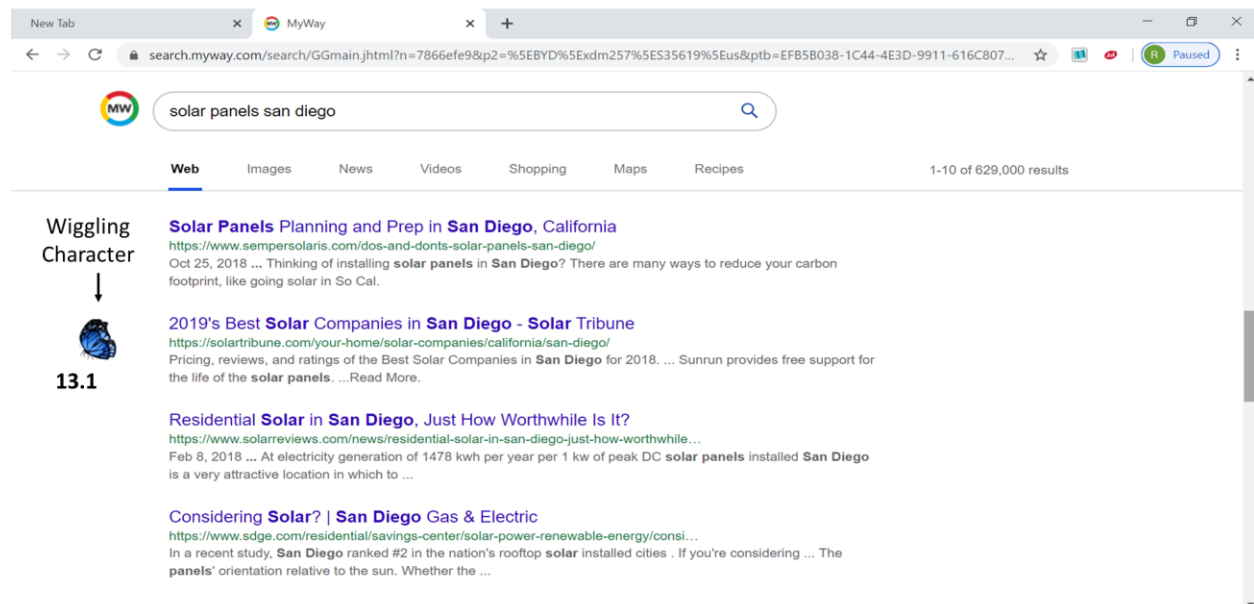 New Tab
MyWay
search.myway.com/search/GGmain.jhtml?n=7866efe9&p2=%5EBYD%5Exdm257%5ES35619%5Eus&ptb=EFB5B038-1C44-4E3D-9911-616C807...
R Paused
MW
solar panels san diego
Web Images News Videos Shopping Maps Recipes
1-10 of 629,000 results
Wiggling
Character
13.1
Solar Panels Planning and Prep in San Diego, California
https://www.sempersolaris.com/dos-and-donts-solar-panels-san-diego/
Oct 25, 2018 ... Thinking of installing solar panels in San Diego? There are many ways to reduce your carbon
footprint, like going solar in So Cal.
2019's Best Solar Companies in San Diego - Solar Tribune
https://solartribune.com/your-home/solar-companies/california/san-diego/
Pricing, reviews, and ratings of the Best Solar Companies in San Diego for 2018. ... Sunrun provides free support for
the life of the solar panels. ...Read More.
Residential Solar in San Diego, Just How Worthwhile Is It?
https://www.solarreviews.com/news/residential-solar-in-san-diego-just-how-worthwhile…
Feb 8, 2018 ... At electricity generation of 1478 kwh per year per 1 kw of peak DC solar panels installed San Diego
is a very attractive location in which to ...
Considering Solar? | San Diego Gas & Electric
https://www.sdge.com/residential/savings-center/solar-power-renewable-energy/consi…
In a recent study, San Diego ranked #2 in the nation's rooftop solar installed cities . If you're considering ... The
panels' orientation relative to the sun. Whether the ...